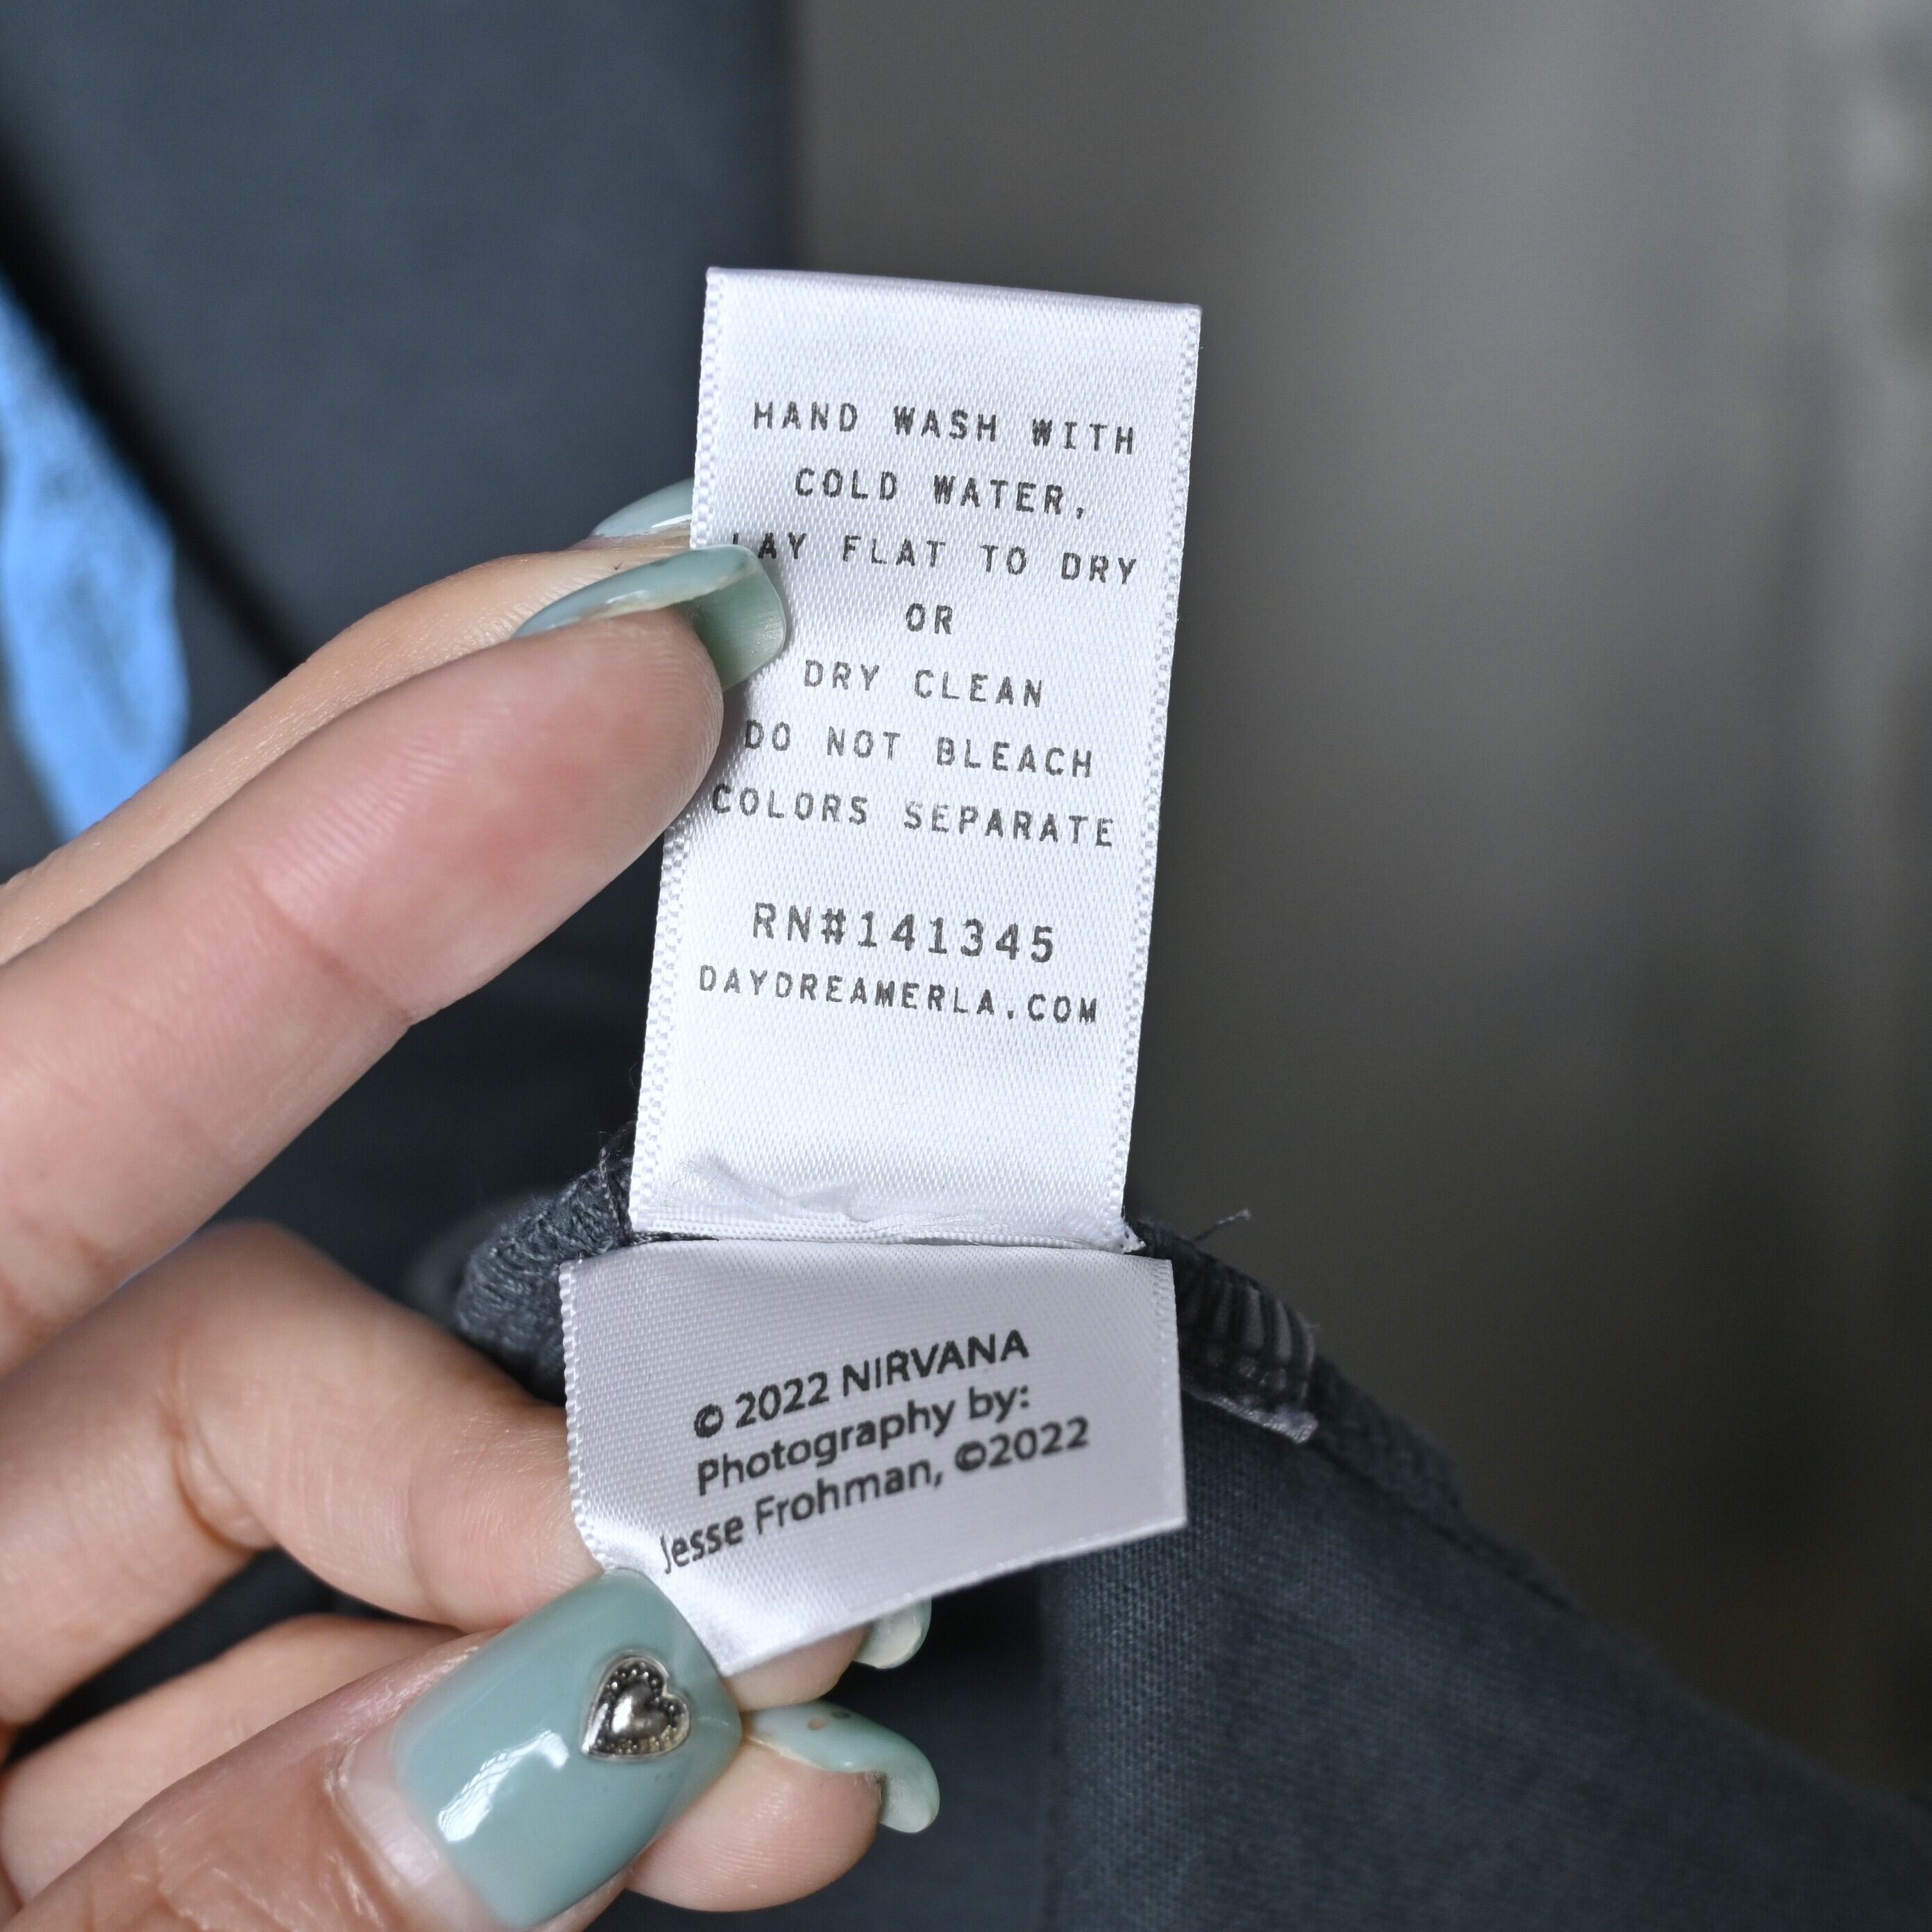 HAND WASH WITH
COLD WATER,
LAY FLAT TO DRY
OR
DRY CLEAN
DO NOT BLEACH
COLORS SEPARATE
RN#141345
DAYDREAMERLA.COM
© 2022 NIRVANA
Photography by:
Jesse Frohman, ©2022